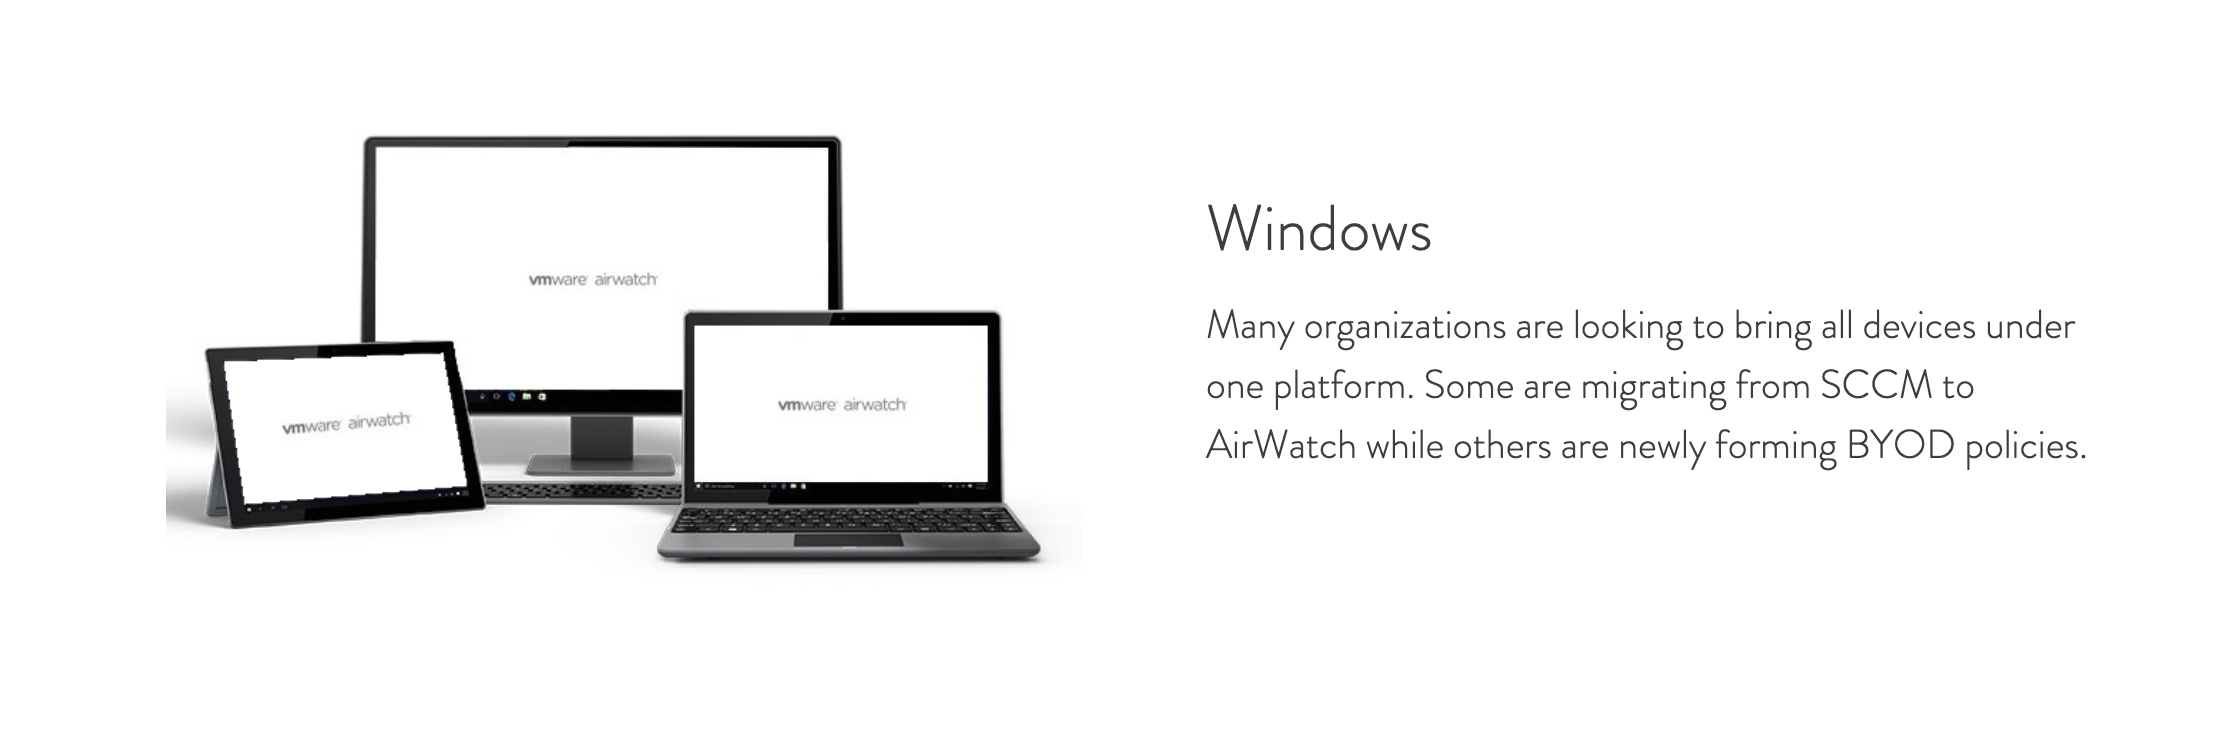 vmware airwatch
vmware airwatch
vmware airwatch
Windows
Many organizations are looking to bring all devices under
one platform. Some are migrating from SCCM to
AirWatch while others are newly forming BYOD policies.